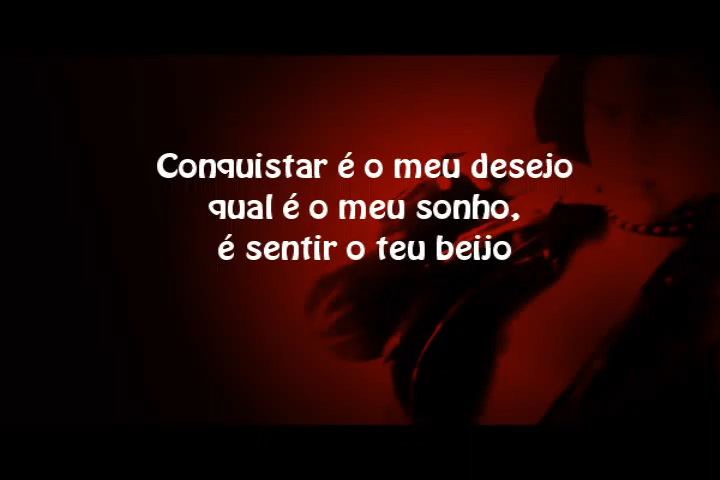 Conquistar é o meu desejo
qual é o meu sonho,
é sentir o teu beijo